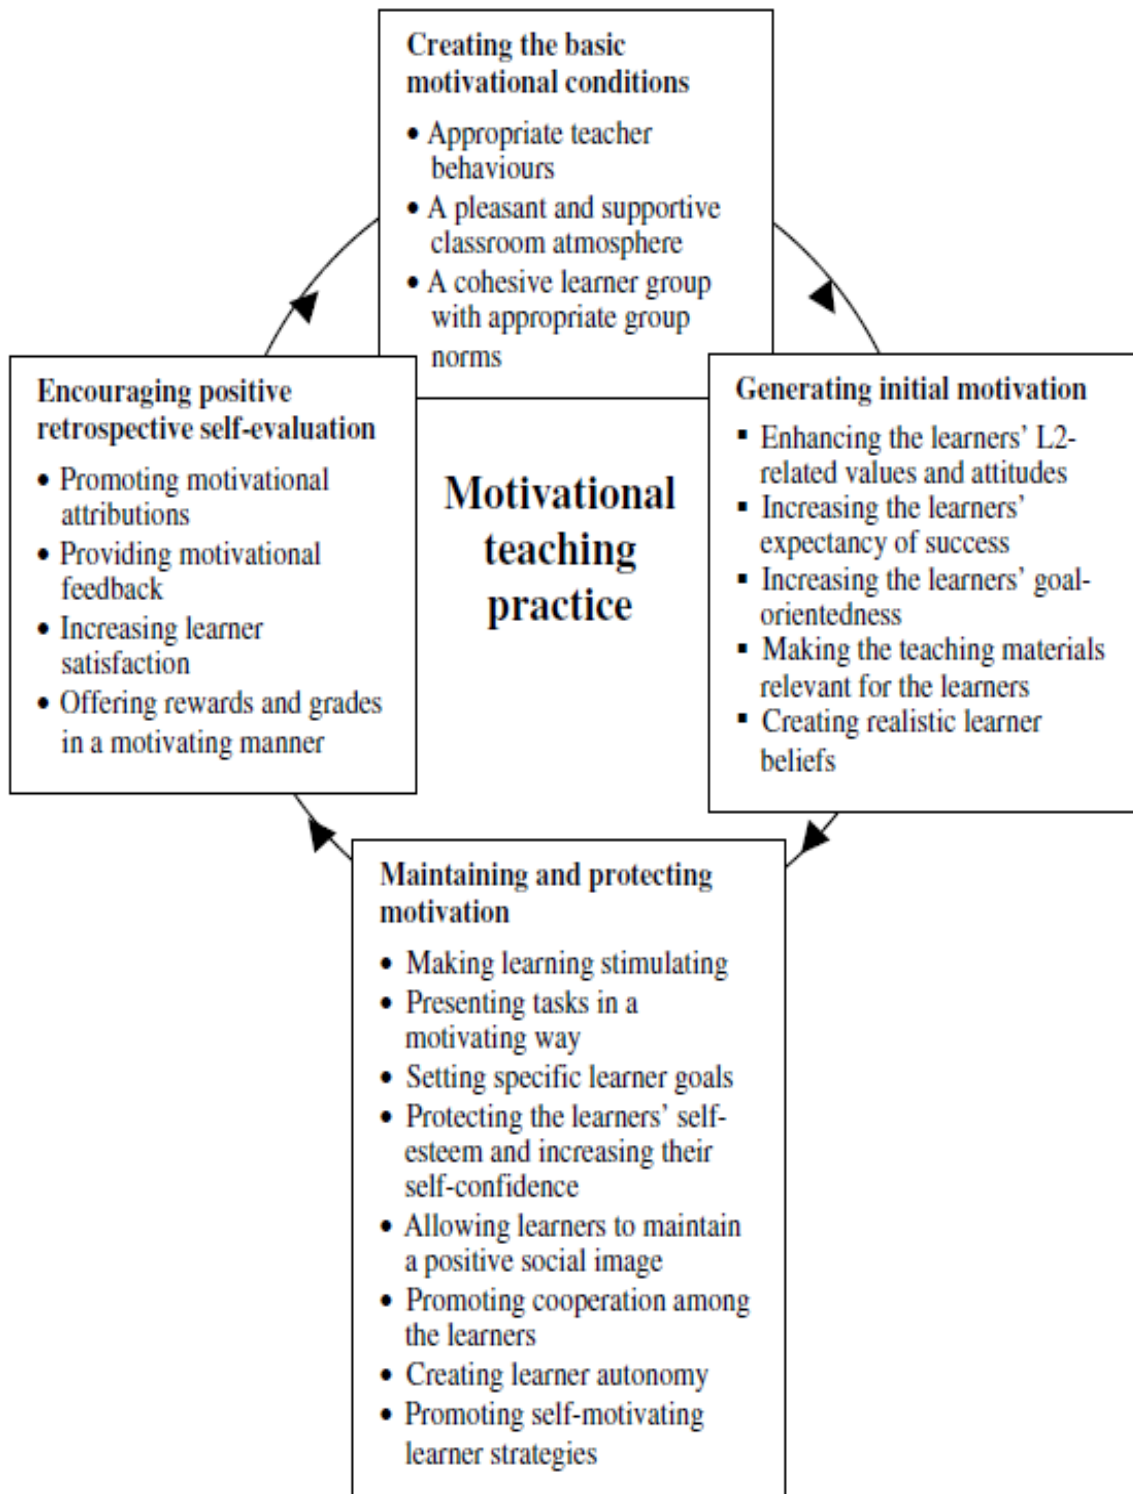 Creating the basic
motivational conditions
• Appropriate teacher
behaviours
• A pleasant and supportive
classroom atmosphere
• A cohesive learner group
with appropriate group
norms
Generating initial motivation
▪ Enhancing the learners’ L2-
related values and attitudes
▪ Increasing the learners’
expectancy of success
▪ Increasing the learners’ goal-
orientedness
▪ Making the teaching materials
relevant for the learners
▪ Creating realistic learner
beliefs
Encouraging positive
retrospective self-evaluation
• Promoting motivational
attributions
• Providing motivational
feedback
• Increasing learner
satisfaction
• Offering rewards and grades
in a motivating manner
Motivational
teaching
practice
Maintaining and protecting
motivation
• Making learning stimulating
• Presenting tasks in a
motivating way
• Setting specific learner goals
• Protecting the learners’ self-
esteem and increasing their
self-confidence
• Allowing learners to maintain
a positive social image
• Promoting cooperation among
the learners
• Creating learner autonomy
• Promoting self-motivating
learner strategies